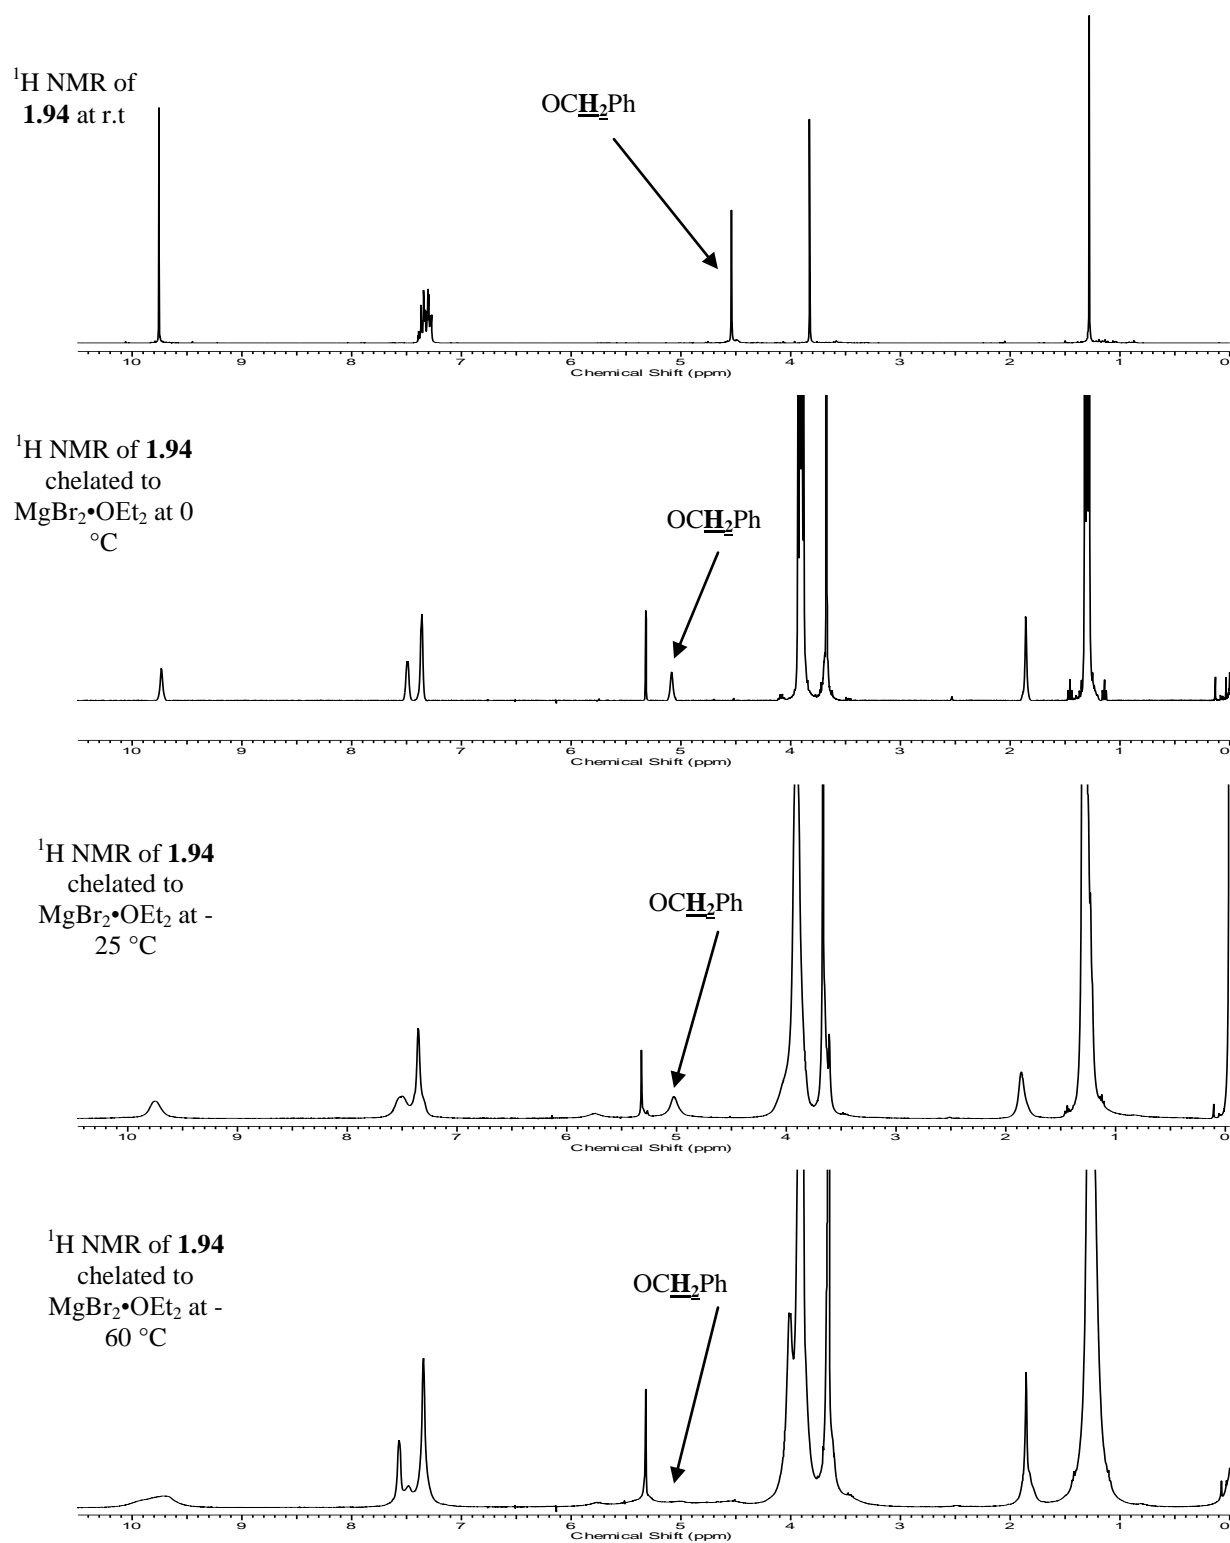 ¹H NMR of
1.94 at r.t
OCH₂Ph
10 9 8 7 6 5 4 3 2 1 0
Chemical Shift (ppm)
¹H NMR of 1.94
chelated to
MgBr₂•OEt₂ at 0
°C
OCH₂Ph
10 9 8 7 6 5 4 3 2 1 0
Chemical Shift (ppm)
¹H NMR of 1.94
chelated to
MgBr₂•OEt₂ at -
25 °C
OCH₂Ph
10 9 8 7 6 5 4 3 2 1 0
Chemical Shift (ppm)
¹H NMR of 1.94
chelated to
MgBr₂•OEt₂ at -
60 °C
OCH₂Ph
10 9 8 7 6 5 4 3 2 1 0
Chemical Shift (ppm)